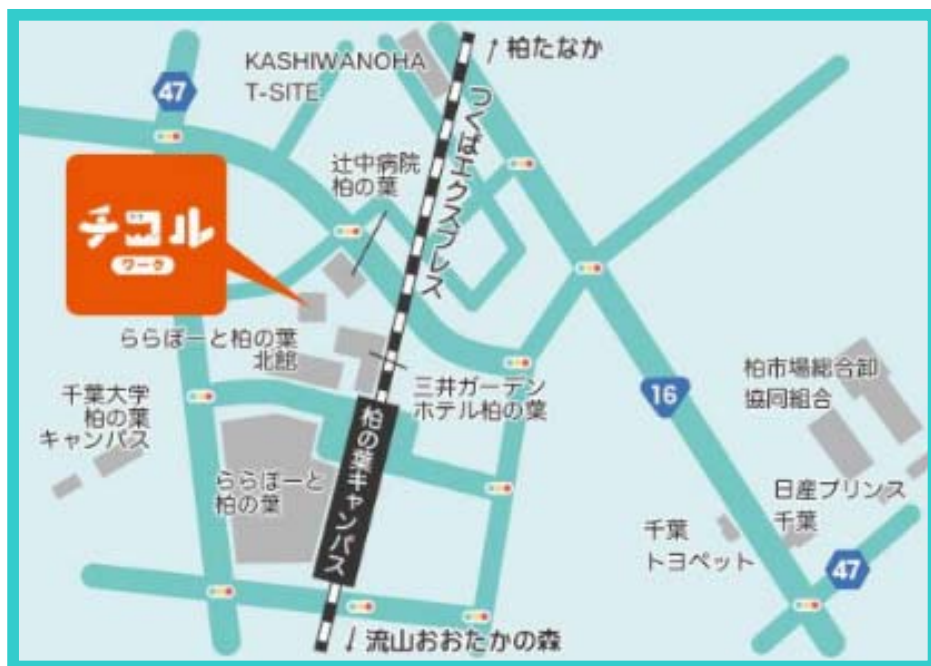 柏たなか
KASHIWANOHA
T-SITE
47
つくばエクスプレス
辻中病院
柏の葉
チコル
ワーク
ららぽーと柏の葉
北館
三井ガーデン
ホテル柏の葉
16
柏市場総合卸
協同組合
千葉大学
柏の葉
キャンパス
柏の葉キャンパス
ららぽーと
柏の葉
日産プリンス
千葉
千葉
トヨペット
47
流山おおたかの森